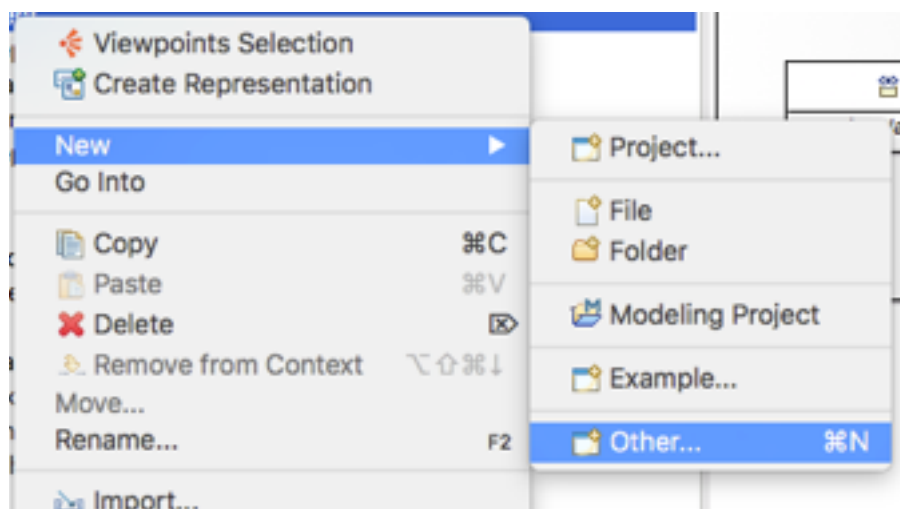 Viewpoints Selection
Create Representation
New
Go Into
Copy ⌘C
Paste ⌘V
Delete ⌦
Remove from Context ⌥⇧⌘↓
Move...
Rename... F2
Import...
Project...
File
Folder
Modeling Project
Example...
Other... ⌘N